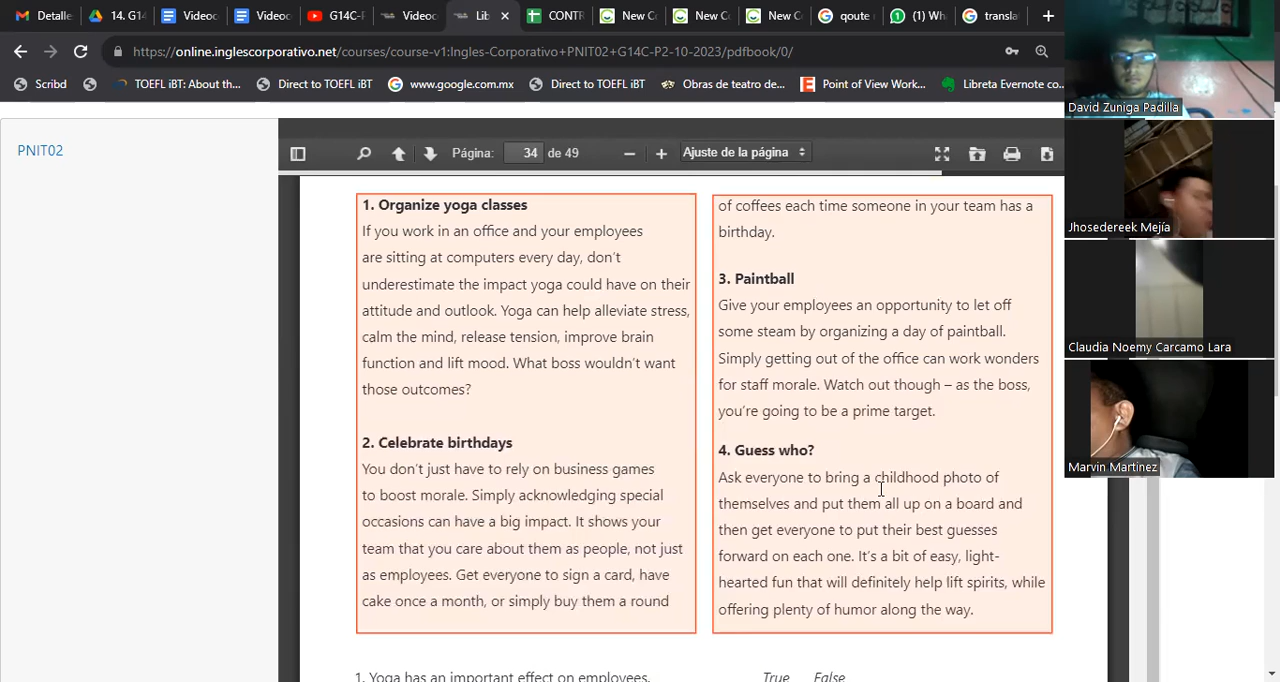 Detalle
14. G14
Videoc
Videoc
G14C-P
Videoc
Lib
CONTR
New Co
New Co
New Co
qoute
(1) Wha
transla
https://online.inglescorporativo.net/courses/course-v1:Ingles-Corporativo+PNIT02+G14C-P2-10-2023/pdfbook/0/
Scribd
TOEFL iBT: About th...
Direct to TOEFL iBT
www.google.com.mx
Direct to TOEFL iBT
Obras de teatro de...
Point of View Work...
Libreta Evernote co
PNIT02
Página: 34 de 49
Ajuste de la página
1. Organize yoga classes
If you work in an office and your employees
are sitting at computers every day, don't
underestimate the impact yoga could have on their
attitude and outlook. Yoga can help alleviate stress,
calm the mind, release tension, improve brain
function and lift mood. What boss wouldn't want
those outcomes?
2. Celebrate birthdays
You don't just have to rely on business games
to boost morale. Simply acknowledging special
occasions can have a big impact. It shows your
team that you care about them as people, not just
as employees. Get everyone to sign a card, have
cake once a month, or simply buy them a round
of coffees each time someone in your team has a
birthday.
3. Paintball
Give your employees an opportunity to let off
some steam by organizing a day of paintball.
Simply getting out of the office can work wonders
for staff morale. Watch out though – as the boss,
you're going to be a prime target.
4. Guess who?
Ask everyone to bring a childhood photo of
themselves and put them all up on a board and
then get everyone to put their best guesses
forward on each one. It's a bit of easy, light-
hearted fun that will definitely help lift spirits, while
offering plenty of humor along the way.
1. Yoga has an important effect on employees. True False
David Zuniga Padilla
Jhosedereek Mejía
Claudia Noemy Carcamo Lara
Marvin Martinez